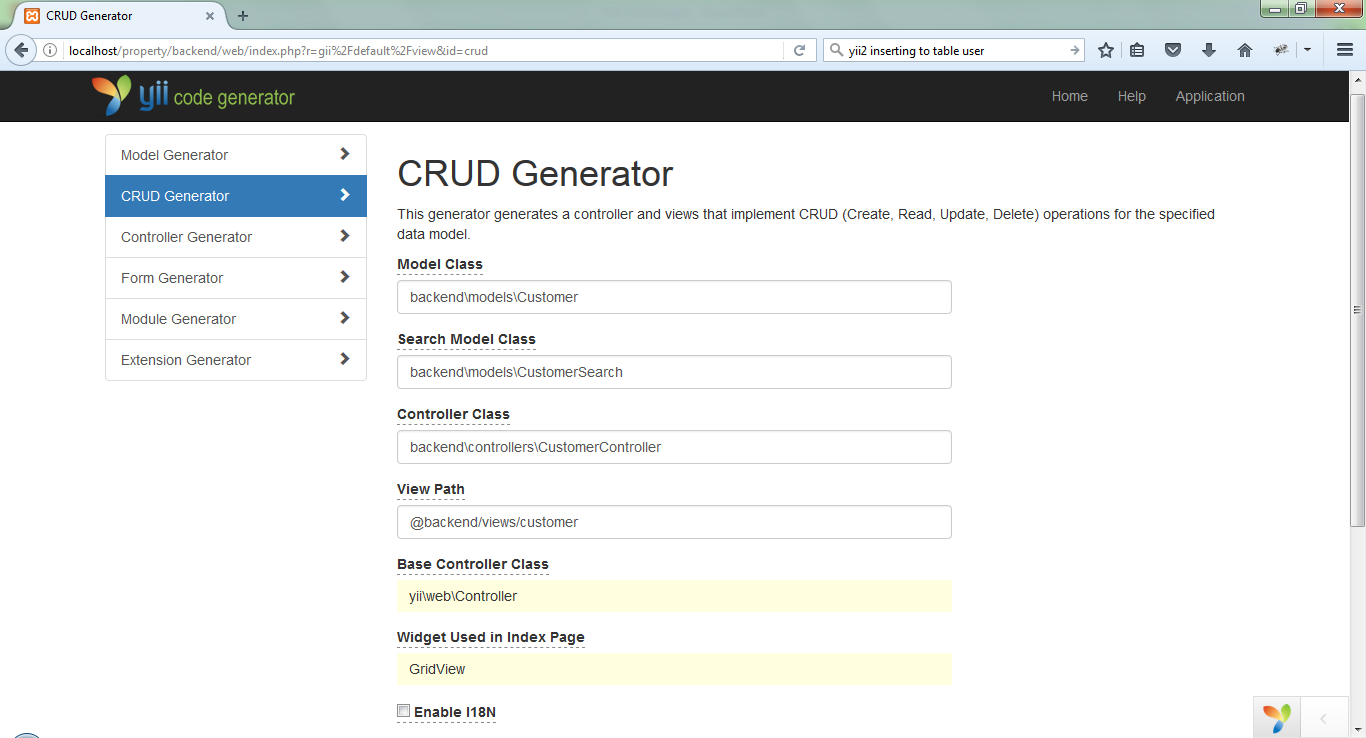 CRUD Generator
localhost/property/backend/web/index.php?r=gii%2Fdefault%2Fview&id=crud
yii2 inserting to table user
yii code generator
Home
Help
Application
Model Generator
CRUD Generator
Controller Generator
Form Generator
Module Generator
Extension Generator
CRUD Generator
This generator generates a controller and views that implement CRUD (Create, Read, Update, Delete) operations for the specified
data model.
Model Class
backend\models\Customer
Search Model Class
backend\models\CustomerSearch
Controller Class
backend\controllers\CustomerController
View Path
@backend/views/customer
Base Controller Class
yii\web\Controller
Widget Used in Index Page
GridView
Enable I18N